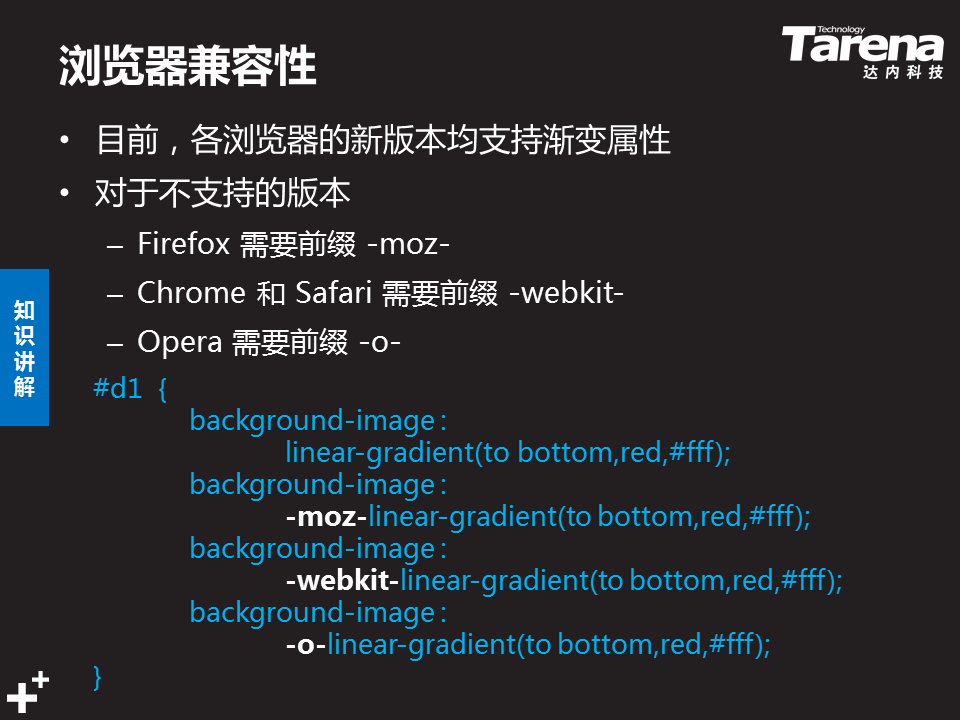 浏览器兼容性
Technology
Tarena
达内科技
• 目前，各浏览器的新版本均支持渐变属性
• 对于不支持的版本
– Firefox 需要前缀 -moz-
– Chrome 和 Safari 需要前缀 -webkit-
– Opera 需要前缀 -o-
知
识
讲
解
#d1 {
background-image:
linear-gradient(to bottom,red,#fff);
background-image:
-moz-linear-gradient(to bottom,red,#fff);
background-image:
-webkit-linear-gradient(to bottom,red,#fff);
background-image:
-o-linear-gradient(to bottom,red,#fff);
}